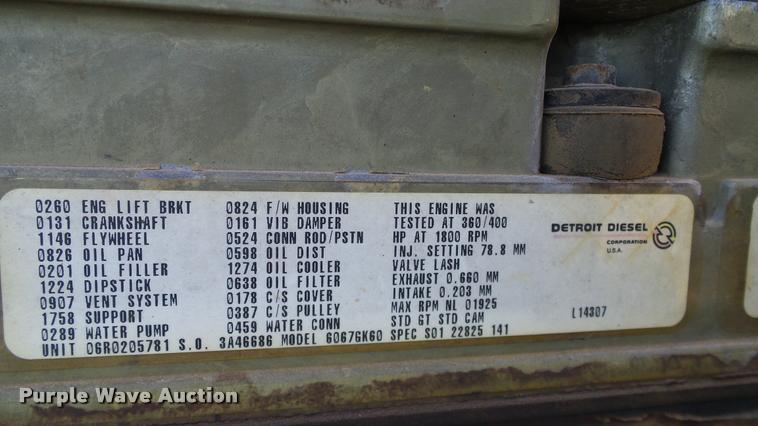 0260 ENG LIFT BRKT
0131 CRANKSHAFT
1146 FLYWHEEL
0826 OIL PAN
0201 OIL FILLER
1224 DIPSTICK
0907 VENT SYSTEM
1758 SUPPORT
0289 WATER PUMP
0824 F/W HOUSING
0161 VIB DAMPER
0524 CONN ROD/PSTN
0598 OIL DIST
1274 OIL COOLER
0638 OIL FILTER
0178 C/S COVER
0387 C/S PULLEY
0459 WATER CONN
THIS ENGINE WAS
TESTED AT 360/400
HP AT 1800 RPM
INJ. SETTING 78.8 MM
VALVE LASH
EXHAUST 0.660 MM
INTAKE 0.203 MM
MAX RPM NL 01925
STD GT STD CAM
UNIT 06R0205781 S.O. 3A46686 MODEL 6067GK60 SPEC S01 22825 141
DETROIT DIESEL
CORPORATION
U.S.A.
L14307
Purple Wave Auction